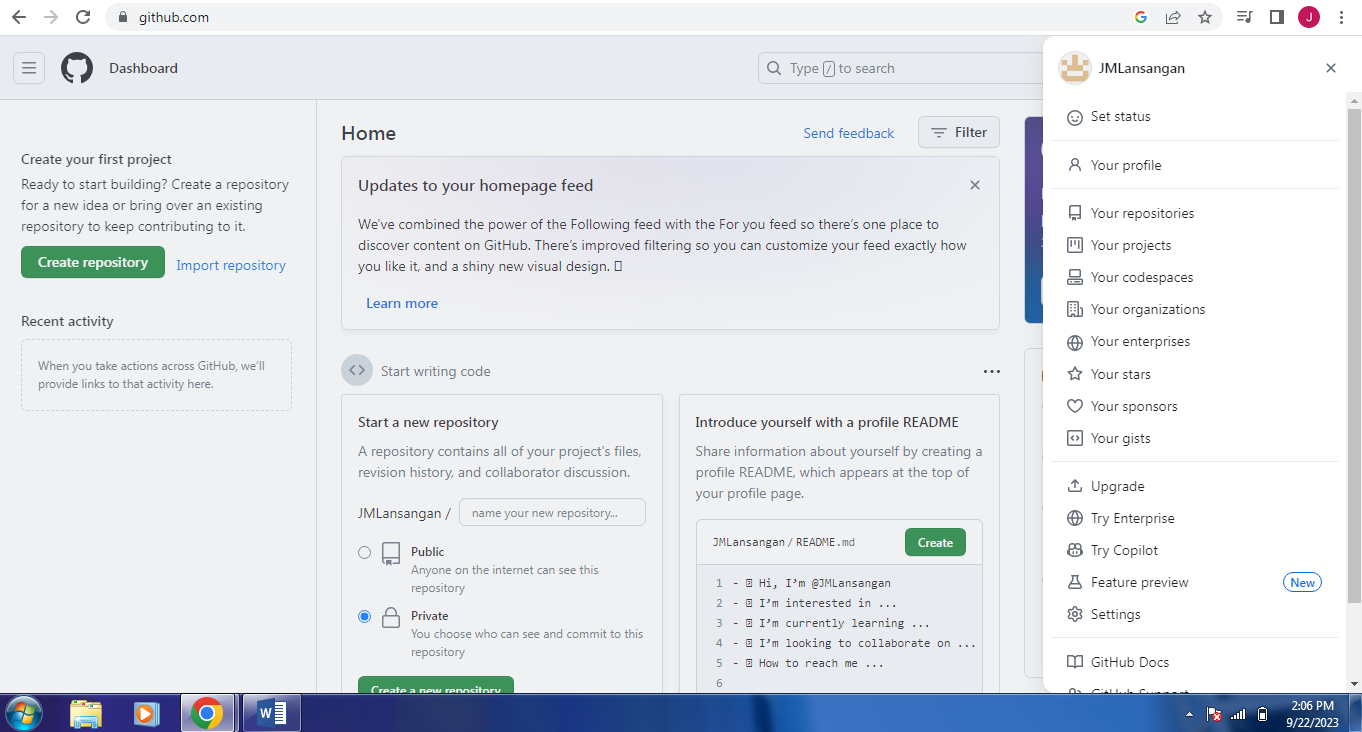 github.com
J
Dashboard
Type / to search
Create your first project
Ready to start building? Create a repository
for a new idea or bring over an existing
repository to keep contributing to it.
Create repository
Import repository
Recent activity
When you take actions across GitHub, we'll
provide links to that activity here.
Home
Send feedback
Filter
Updates to your homepage feed
We've combined the power of the Following feed with the For you feed so there's one place to
discover content on GitHub. There's improved filtering so you can customize your feed exactly how
you like it, and a shiny new visual design.
Learn more
Start writing code
Start a new repository
A repository contains all of your project's files,
revision history, and collaborator discussion.
JMLansangan /
name your new repository...
Public
Anyone on the internet can see this
repository
Private
You choose who can see and commit to this
repository
Create a new repository
Introduce yourself with a profile README
Share information about yourself by creating a
profile README, which appears at the top of
your profile page.
JMLansangan / README.md
Create
1 - Hi, I'm @JMLansangan
2 - I'm interested in ...
3 - I'm currently learning ...
4 - I'm looking to collaborate on ...
5 - How to reach me ...
6
JMLansangan
Set status
Your profile
Your repositories
Your projects
Your codespaces
Your organizations
Your enterprises
Your stars
Your sponsors
Your gists
Upgrade
Try Enterprise
Try Copilot
Feature preview
New
Settings
GitHub Docs
GitHub Support
2:06 PM
9/22/2023